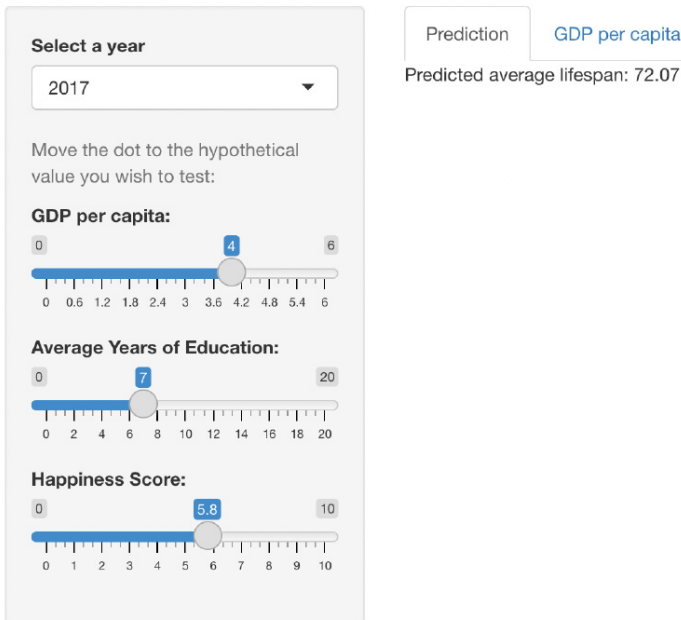 Select a year
2017
Move the dot to the hypothetical
value you wish to test:
GDP per capita:
0 4 6
0 0.6 1.2 1.8 2.4 3 3.6 4.2 4.8 5.4 6
Average Years of Education:
0 7 20
0 2 4 6 8 10 12 14 16 18 20
Happiness Score:
0 5.8 10
0 1 2 3 4 5 6 7 8 9 10
Prediction GDP per capita
Predicted average lifespan: 72.07